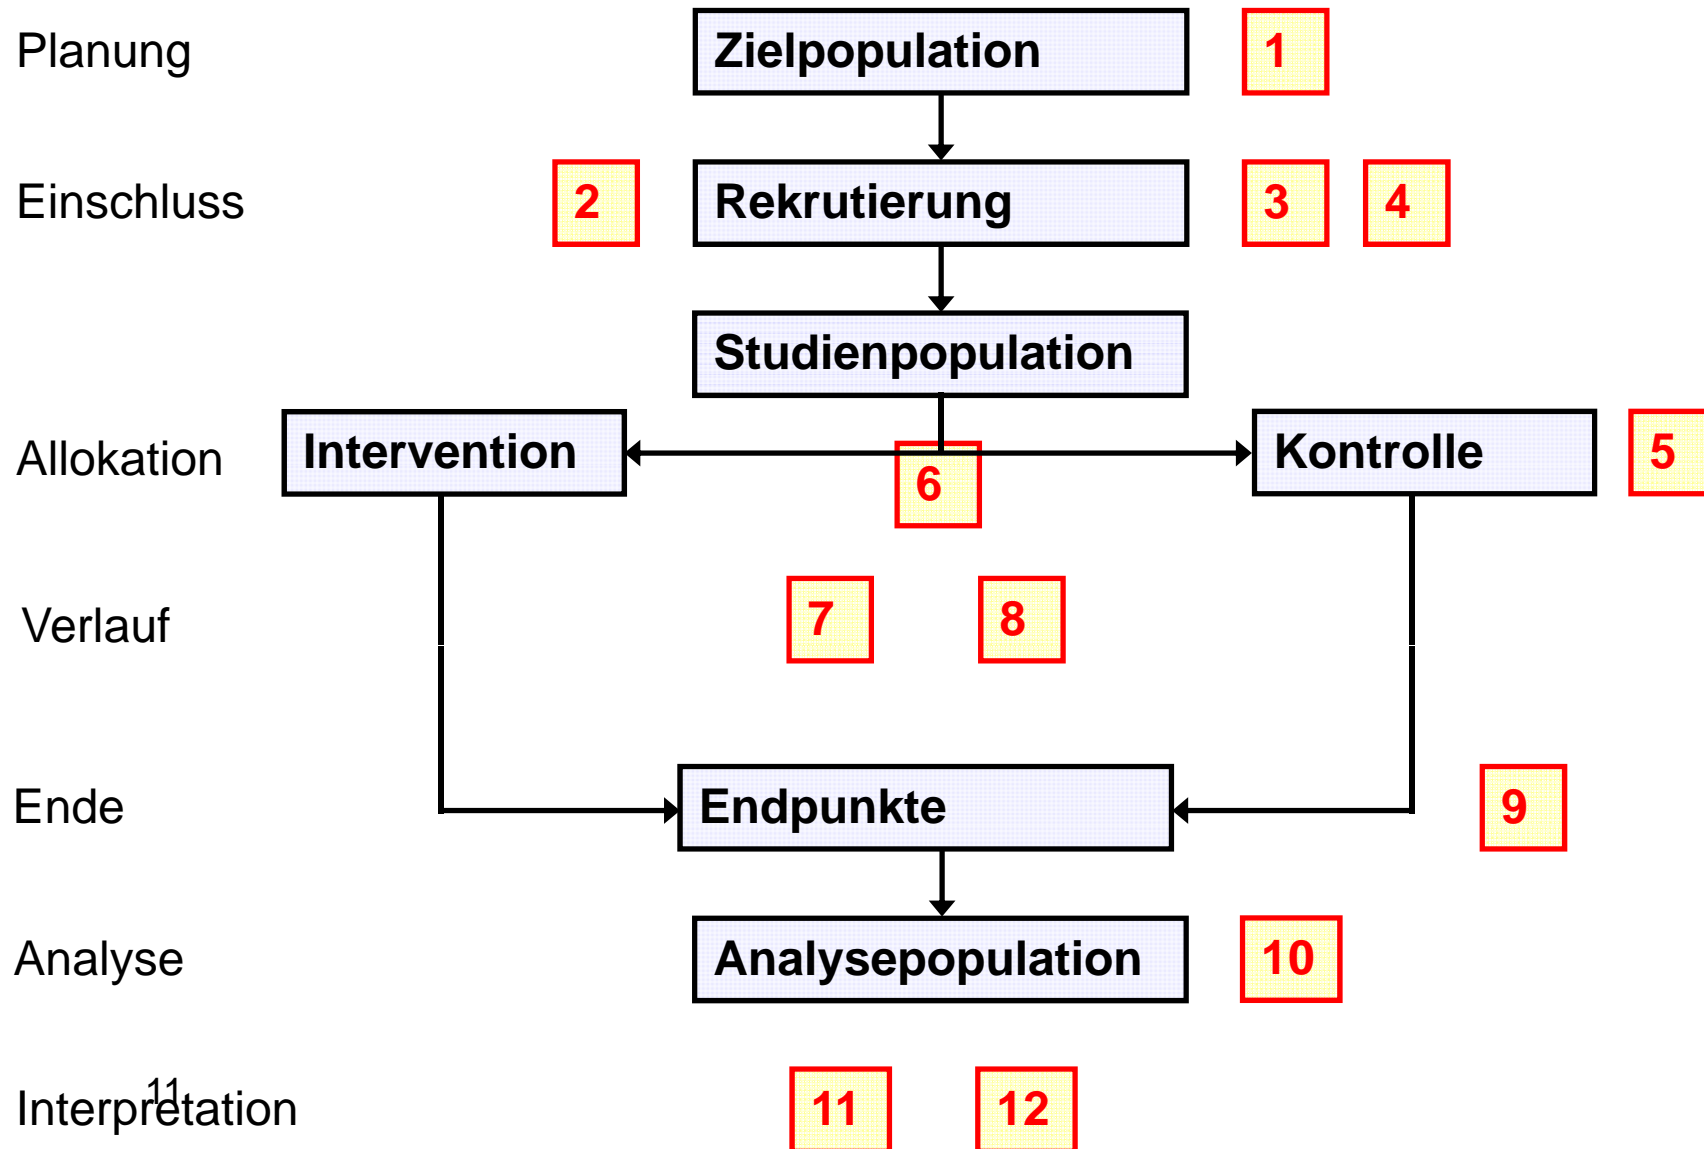 Planung
Zielpopulation
1
Einschluss
2
Rekrutierung
3
4
Studienpopulation
Allokation
Intervention
6
Kontrolle
5
Verlauf
7
8
Ende
Endpunkte
9
Analyse
Analysepopulation
10
11
Interpretation
11
12